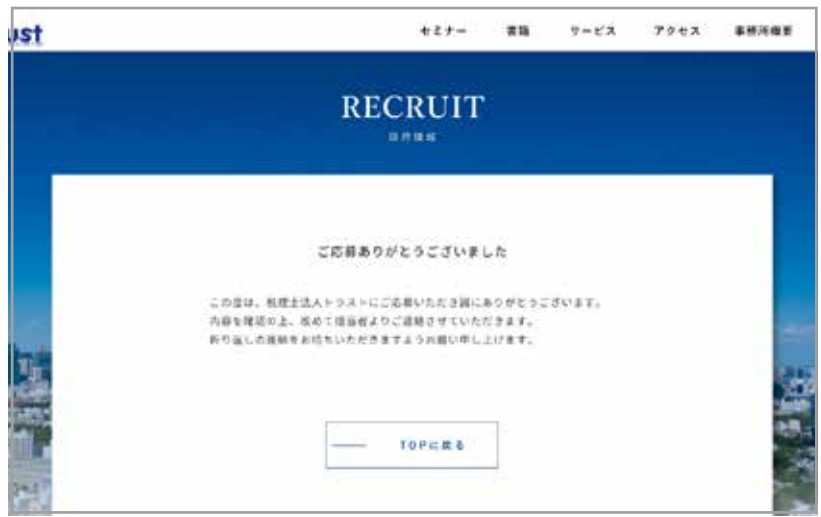 ust
セミナー 書籍 サービス アクセス 事務所概要
RECRUIT
採用情報
ご応募ありがとうございました
この度は、税理士法人トラストにご応募いただき誠にありがとうございます。
内容を確認の上、改めて担当者よりご連絡させていただきます。
折り返しの連絡をお待ちいただきますようお願い申し上げます。
TOPに戻る